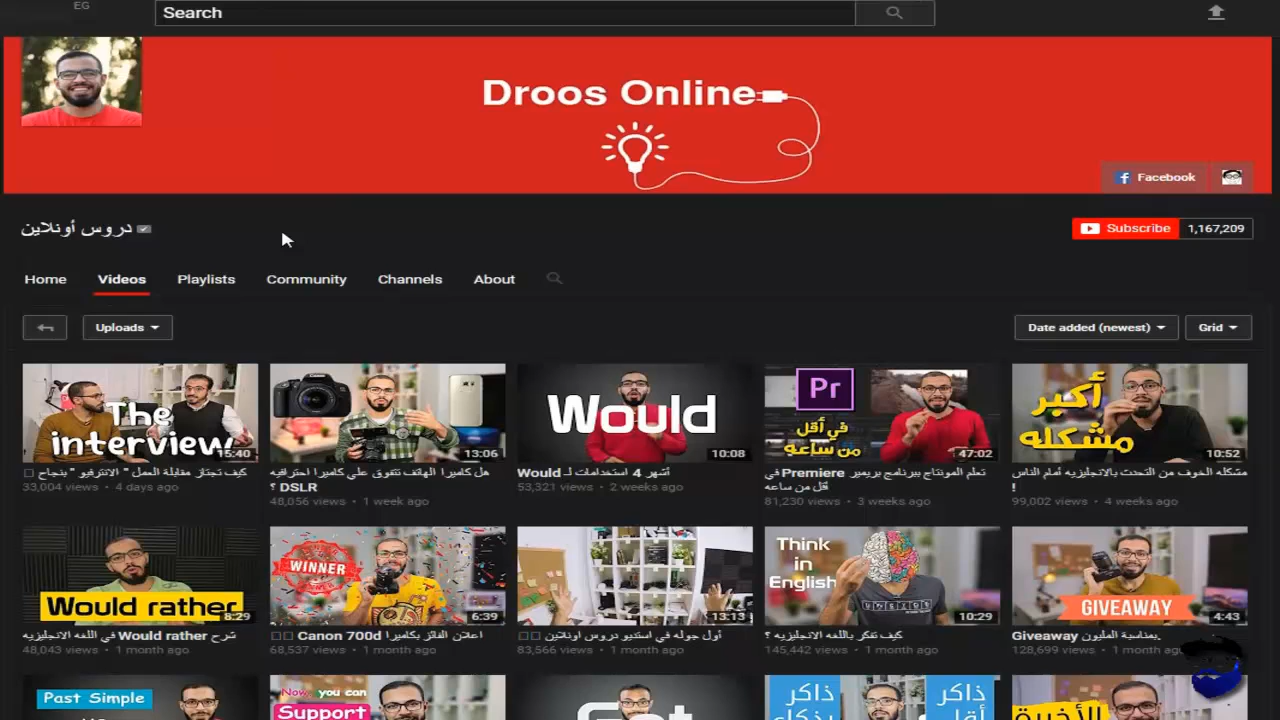 EG
Search
Droos Online
Facebook
دروس أونلاين
Subscribe 1,167,209
Home Videos Playlists Community Channels About
Uploads
Date added (newest) Grid
The
interview
15:40
13:06
Would
10:08
Pr
في أقل
من ساعه
47:02
أكبر
مشكله
10:52
كيف تجتاز مقابلة العمل " الانترفيو " بنجاح
33,004 views • 4 days ago
هل كاميرا الهاتف تتفوق علي كاميرا احترافيه
DSLR ؟
48,056 views • 1 week ago
أشهر 4 استخدامات لـ Would
53,321 views • 2 weeks ago
تعلم المونتاج ببرنامج بريمير Premiere في
أقل من ساعه
81,230 views • 3 weeks ago
مشكله الخوف من التحدث بالانجليزيه أمام الناس
!
99,002 views • 4 weeks ago
Would rather
8:29
WINNER
6:39
13:13
Think
in
English
10:29
GIVEAWAY
4:43
شرح Would rather في اللغه الانجليزيه
48,043 views • 1 month ago
اعلان الفائز بكاميرا Canon 700d
68,537 views • 1 month ago
أول جوله في استديو دروس اونلاين
83,566 views • 1 month ago
كيف تفكر باللغه الانجليزيه ؟
145,442 views • 1 month ago
Giveaway بمناسبة المليون
128,699 views • 1 month ago
Past Simple
Now, you can
Support
Get
ذاكر
بذكاء
ذاكر
أقل
الأخيرة